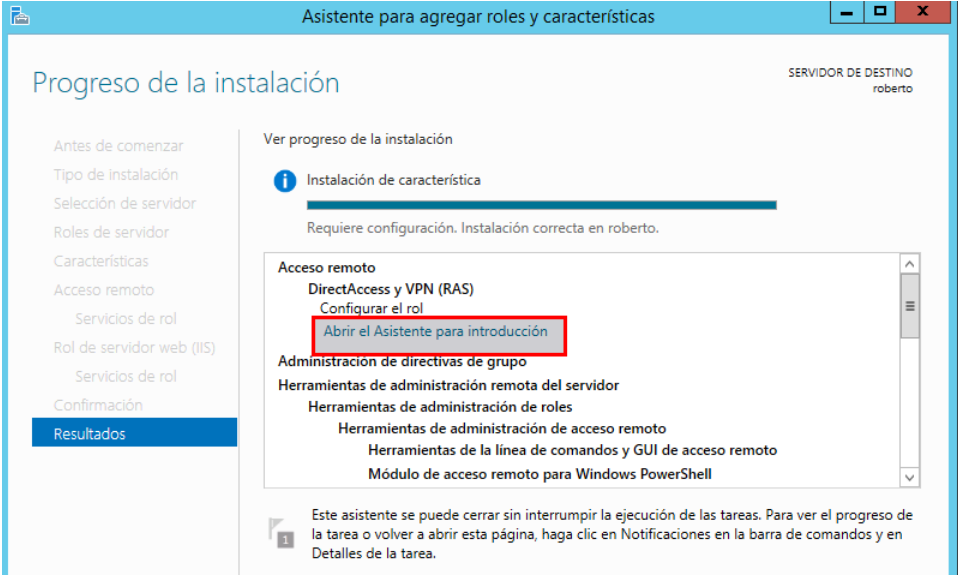 Asistente para agregar roles y características
Progreso de la instalación
SERVIDOR DE DESTINO
roberto
Antes de comenzar
Tipo de instalación
Selección de servidor
Roles de servidor
Características
Acceso remoto
Servicios de rol
Rol de servidor web (IIS)
Servicios de rol
Confirmación
Resultados
Ver progreso de la instalación
Instalación de característica
Requiere configuración. Instalación correcta en roberto.
Acceso remoto
DirectAccess y VPN (RAS)
Configurar el rol
Abrir el Asistente para introducción
Administración de directivas de grupo
Herramientas de administración remota del servidor
Herramientas de administración de roles
Herramientas de administración de acceso remoto
Herramientas de la línea de comandos y GUI de acceso remoto
Módulo de acceso remoto para Windows PowerShell
1
Este asistente se puede cerrar sin interrumpir la ejecución de las tareas. Para ver el progreso de
la tarea o volver a abrir esta página, haga clic en Notificaciones en la barra de comandos y en
Detalles de la tarea.